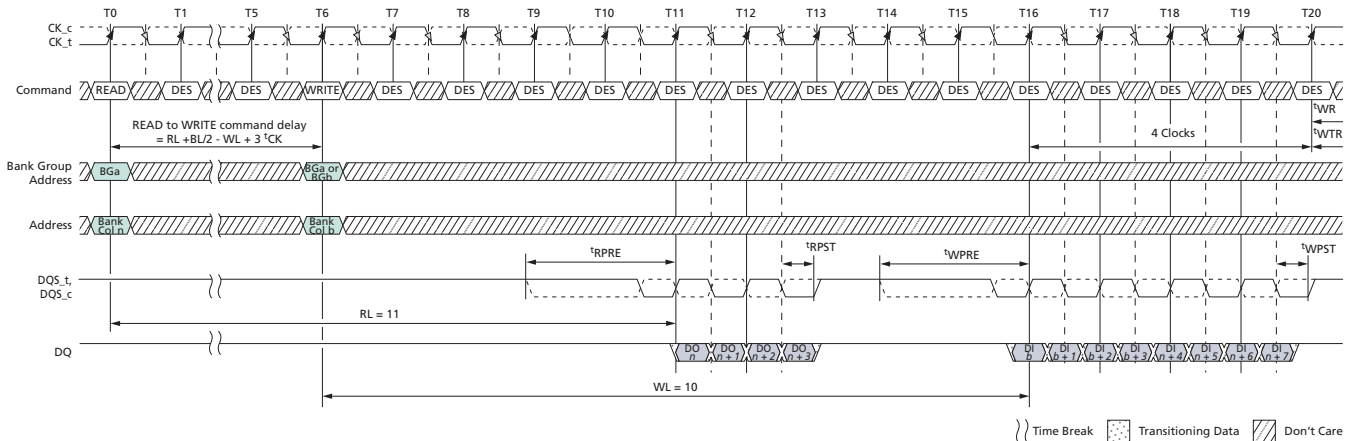 T0 T1 T5 T6 T7 T8 T9 T10 T11 T12 T13 T14 T15 T16 T17 T18 T19 T20
CK_c
CK_t
Command READ DES DES WRITE DES DES DES DES DES DES DES DES DES DES DES DES DES DES
tWR
READ to WRITE command delay
= RL +BL/2 - WL + 3 tCK
4 Clocks
tWTR
Bank Group
Address
BGa
BGa or
BGb
Address
Bank
Col n
Bank
Col b
tRPRE tRPST tWPRE tWPST
DQS_t,
DQS_c
RL = 11
DQ
DO
n
DO
n + 1
DO
n + 2
DO
n + 3
DI
b
DI
b + 1
DI
b + 2
DI
b + 3
DI
n + 4
DI
n + 5
DI
n + 6
DI
n + 7
WL = 10
Time Break Transitioning Data Don't Care